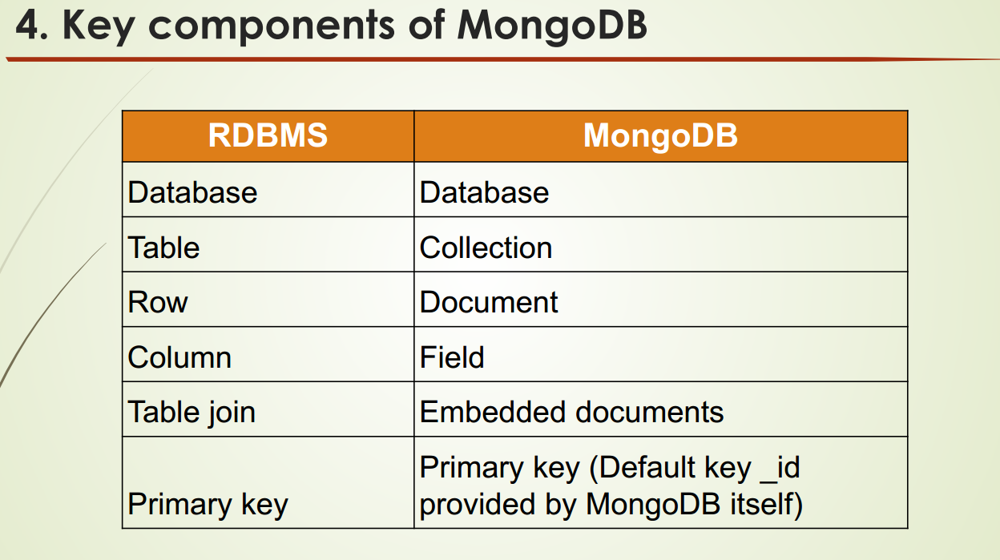 4. Key components of MongoDB
RDBMS MongoDB
Database Database
Table Collection
Row Document
Column Field
Table join Embedded documents
Primary key Primary key (Default key _id
provided by MongoDB itself)